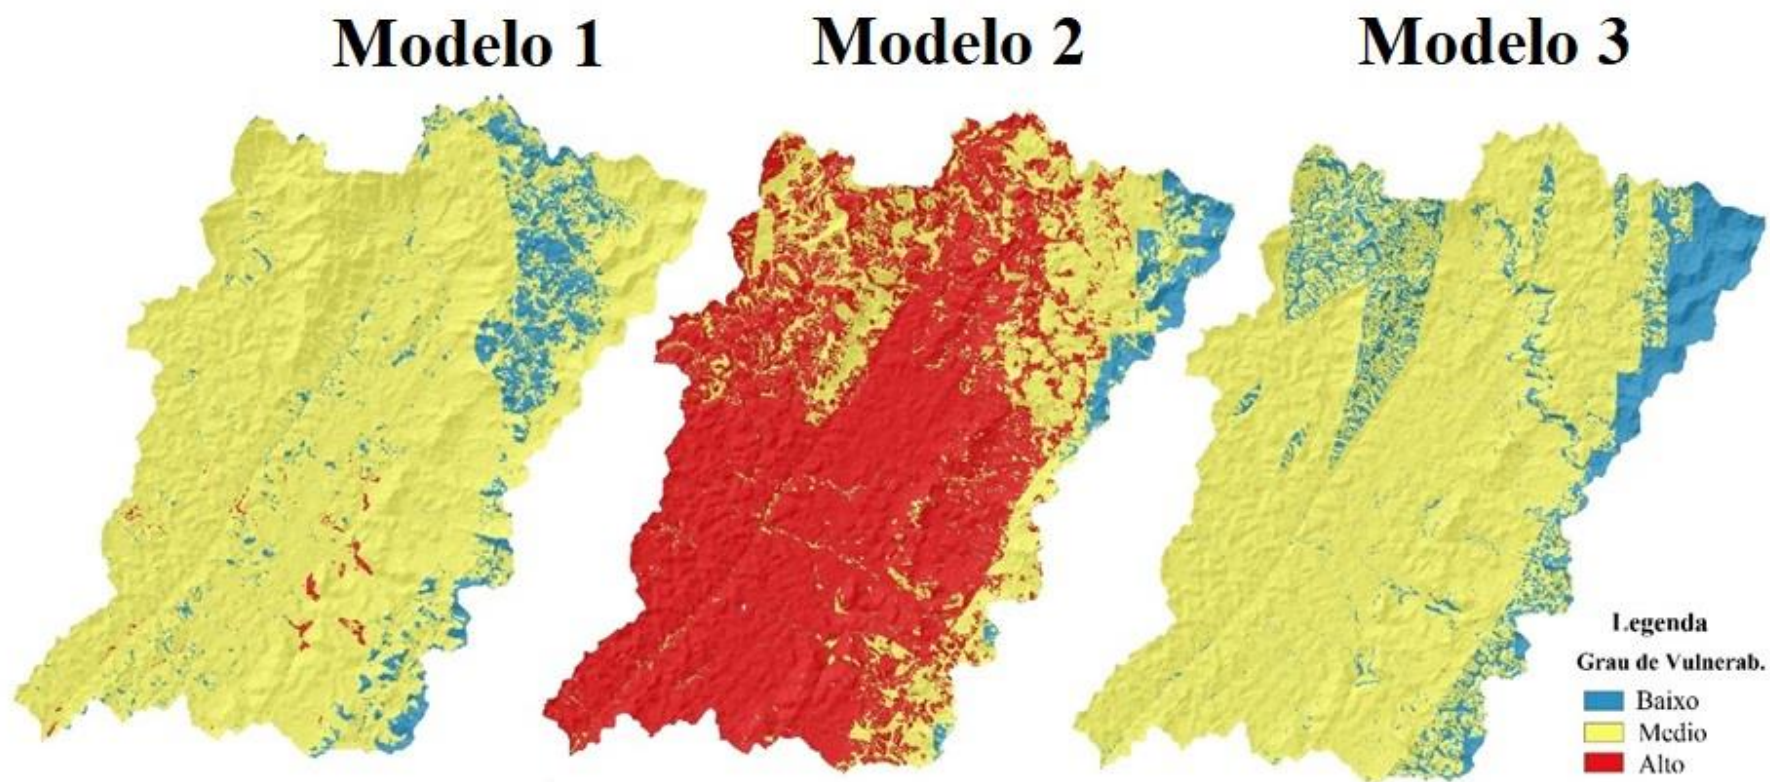 Modelo 1
Modelo 2
Modelo 3
Legenda
Grau de Vulnerab.
Baixo
Medio
Alto